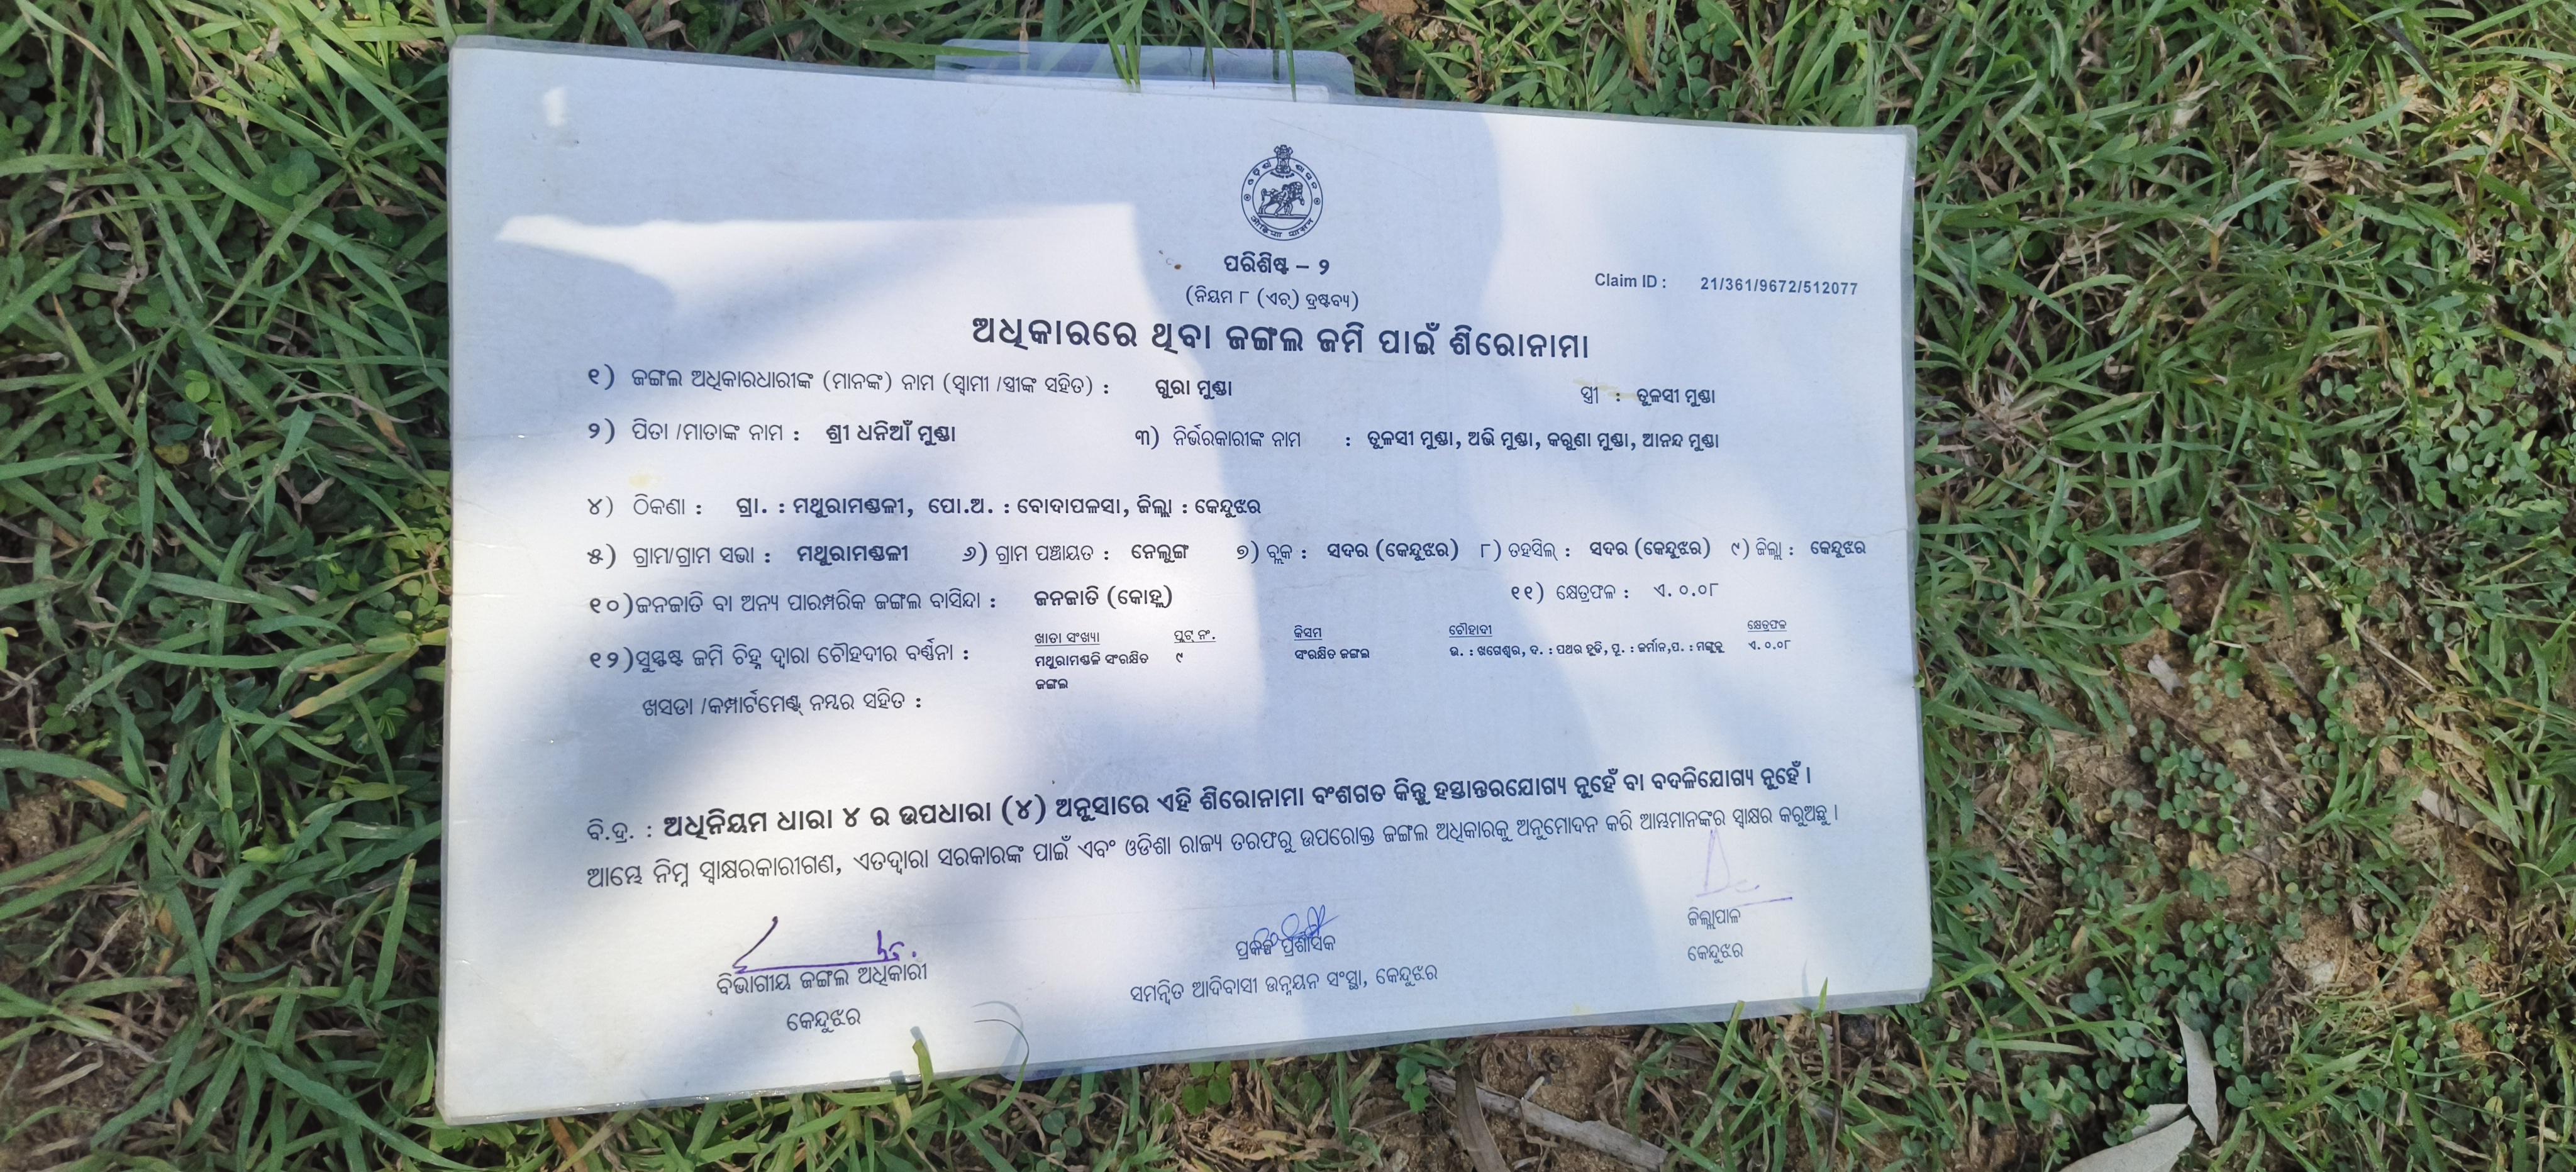 ପରିଶିଷ୍ଟ – ୨
(ନିୟମ ୮ (ଏଚ୍) ଦ୍ରଷ୍ଟବ୍ୟ)
Claim ID : 21/361/9672/512077
ଅଧିକାରରେ ଥିବା ଜଙ୍ଗଲ ଜମି ପାଇଁ ଶିରୋନାମା
୧) ଜଙ୍ଗଲ ଅଧିକାରଧାରୀଙ୍କ (ମାନଙ୍କ) ନାମ (ସ୍ୱାମୀ /ସ୍ତ୍ରୀଙ୍କ ସହିତ) : ଗୁରା ମୁଣ୍ଡା ସ୍ତ୍ରୀ : ତୁଳସୀ ମୁଣ୍ଡା
୨) ପିତା /ମାତାଙ୍କ ନାମ : ଶ୍ରୀ ଧନିଆଁ ମୁଣ୍ଡା ୩) ନିର୍ଭରକାରୀଙ୍କ ନାମ : ତୁଳସୀ ମୁଣ୍ଡା, ଅଭି ମୁଣ୍ଡା, କରୁଣା ମୁଣ୍ଡା, ଆନନ୍ଦ ମୁଣ୍ଡା
୪) ଠିକଣା : ଗ୍ରା. : ମଥୁରାମଣ୍ଡଳୀ, ପୋ.ଅ. : ବୋଦାପଳସା, ଜିଲ୍ଲା : କେନ୍ଦୁଝର
୫) ଗ୍ରାମ/ଗ୍ରାମ ସଭା : ମଥୁରାମଣ୍ଡଳୀ ୬) ଗ୍ରାମ ପଞ୍ଚାୟତ : ନେଲୁଙ୍ଗ ୭) ବ୍ଲକ : ସଦର (କେନ୍ଦୁଝର) ୮) ତହସିଲ୍ : ସଦର (କେନ୍ଦୁଝର) ୯) ଜିଲ୍ଲା : କେନ୍ଦୁଝର
୧୦)ଜନଜାତି ବା ଅନ୍ୟ ପାରମ୍ପରିକ ଜଙ୍ଗଲ ବାସିନ୍ଦା : ଜନଜାତି (କୋହ୍ଲ) ୧୧) କ୍ଷେତ୍ରଫଳ : ଏ. ୦.୦୮
ଖାତା ସଂଖ୍ୟା ପ୍ଲଟ୍ ନଂ. କିସମ ଚୌହାଦୀ କ୍ଷେତ୍ରଫଳ
୧୨)ସୁସ୍ପଷ୍ଟ ଜମି ଚିହ୍ନ ଦ୍ୱାରା ଚୌହଦୀର ବର୍ଣ୍ଣନା : ମଥୁରାମଣ୍ଡଳି ସଂରକ୍ଷିତ ୯ ସଂରକ୍ଷିତ ଜଙ୍ଗଲ ଉ. : ଖଗେଶ୍ୱର, ଦ. : ପଥର ହୁଡି, ପୂ. : ଜର୍ମାନ,ପ. : ମଙ୍ଗୁଳୁ ଏ. ୦.୦୮
ଜଙ୍ଗଲ
ଖସଡା /କମ୍ପାର୍ଟମେଣ୍ଟ୍ ନମ୍ବର ସହିତ :
ବି.ଦ୍ର. : ଅଧିନିୟମ ଧାରା ୪ ର ଉପଧାରା (୪) ଅନୁସାରେ ଏହି ଶିରୋନାମା ବଂଶଗତ କିନ୍ତୁ ହସ୍ତାନ୍ତରଯୋଗ୍ୟ ନୁହେଁ ବା ବଦଳିଯୋଗ୍ୟ ନୁହେଁ ।
ଆମ୍ଭେ ନିମ୍ନ ସ୍ୱାକ୍ଷରକାରୀଗଣ, ଏତଦ୍ୱାରା ସରକାରଙ୍କ ପାଇଁ ଏବଂ ଓଡିଶା ରାଜ୍ୟ ତରଫରୁ ଉପରୋକ୍ତ ଜଙ୍ଗଲ ଅଧିକାରକୁ ଅନୁମୋଦନ କରି ଆମ୍ଭମାନଙ୍କର ସ୍ୱାକ୍ଷର କରୁଅଛୁ ।
ବିଭାଗୀୟ ଜଙ୍ଗଲ ଅଧିକାରୀ
କେନ୍ଦୁଝର
ପ୍ରକଳ୍ପ ପ୍ରଶାସକ
ସମନ୍ୱିତ ଆଦିବାସୀ ଉନ୍ନୟନ ସଂସ୍ଥା, କେନ୍ଦୁଝର
ଜିଲ୍ଲାପାଳ
କେନ୍ଦୁଝର